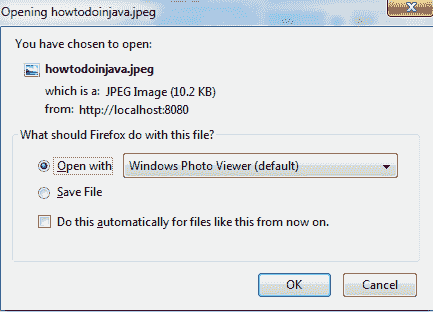 Opening howtodoinjava.jpeg
You have chosen to open:
howtodoinjava.jpeg
which is a: JPEG Image (10.2 KB)
from: http://localhost:8080
What should Firefox do with this file?
Open with Windows Photo Viewer (default)
Save File
Do this automatically for files like this from now on.
OK Cancel